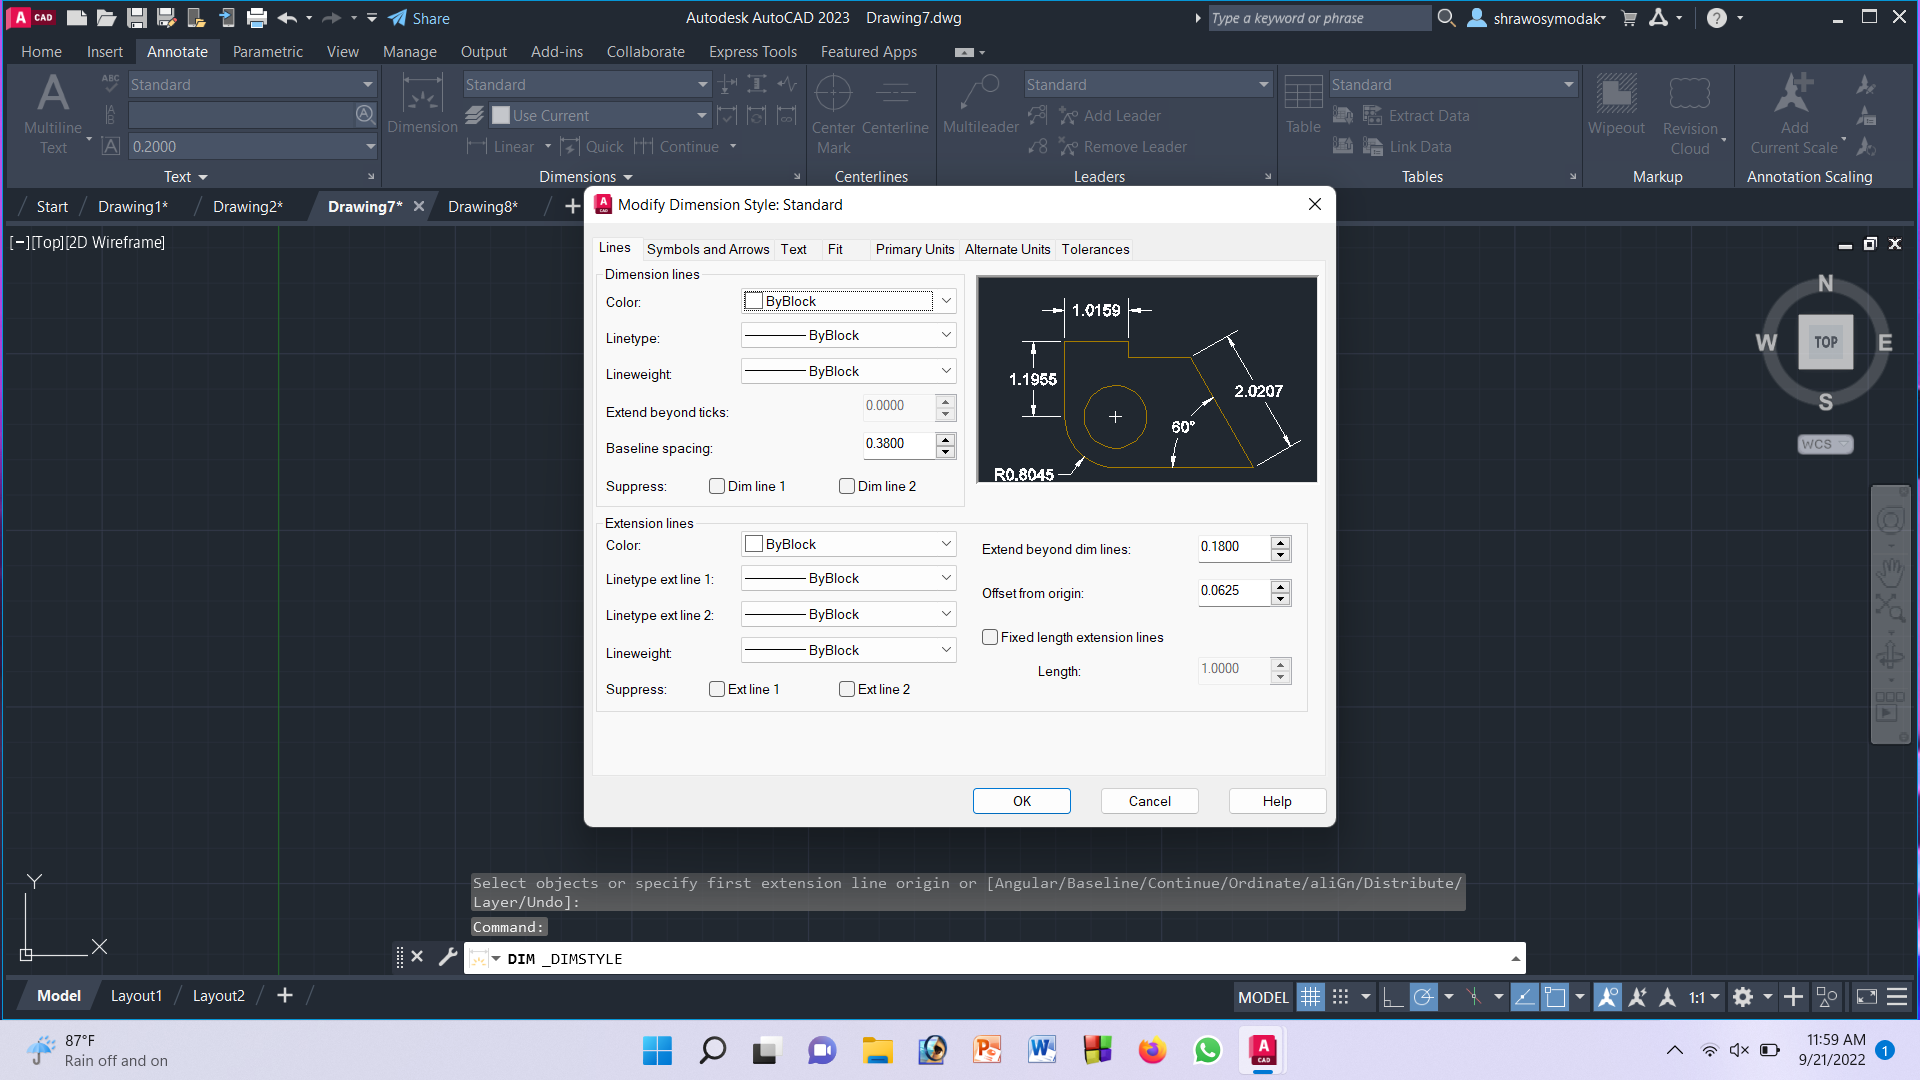 A CAD
Share
Autodesk AutoCAD 2023 Drawing7.dwg
Type a keyword or phrase
shrawosymodak
Home Insert Annotate Parametric View Manage Output Add-ins Collaborate Express Tools Featured Apps
Multiline Text
ABC Standard
0.2000
Text
Dimension
Standard
Use Current
Linear Quick Continue
Dimensions
Center Mark
Centerline
Centerlines
Multileader
Standard
Add Leader
Remove Leader
Leaders
Table
Standard
Extract Data
Link Data
Tables
Wipeout
Revision Cloud
Markup
Add Current Scale
Annotation Scaling
Start Drawing1* Drawing2* Drawing7* Drawing8*
[−][Top][2D Wireframe]
Modify Dimension Style: Standard
Lines Symbols and Arrows Text Fit Primary Units Alternate Units Tolerances
Dimension lines
Color: ByBlock
Linetype: ByBlock
Lineweight: ByBlock
Extend beyond ticks: 0.0000
Baseline spacing: 0.3800
Suppress: Dim line 1 Dim line 2
1.0159
1.1955
2.0207
60°
R0.8045
Extension lines
Color: ByBlock
Linetype ext line 1: ByBlock
Linetype ext line 2: ByBlock
Lineweight: ByBlock
Suppress: Ext line 1 Ext line 2
Extend beyond dim lines: 0.1800
Offset from origin: 0.0625
Fixed length extension lines
Length: 1.0000
OK Cancel Help
N
W TOP E
S
WCS
Y
X
Select objects or specify first extension line origin or [Angular/Baseline/Continue/Ordinate/aliGn/Distribute/
Layer/Undo]:
Command:
DIM _DIMSTYLE
Model Layout1 Layout2
MODEL
1:1
87°F
Rain off and on
11:59 AM
9/21/2022
1